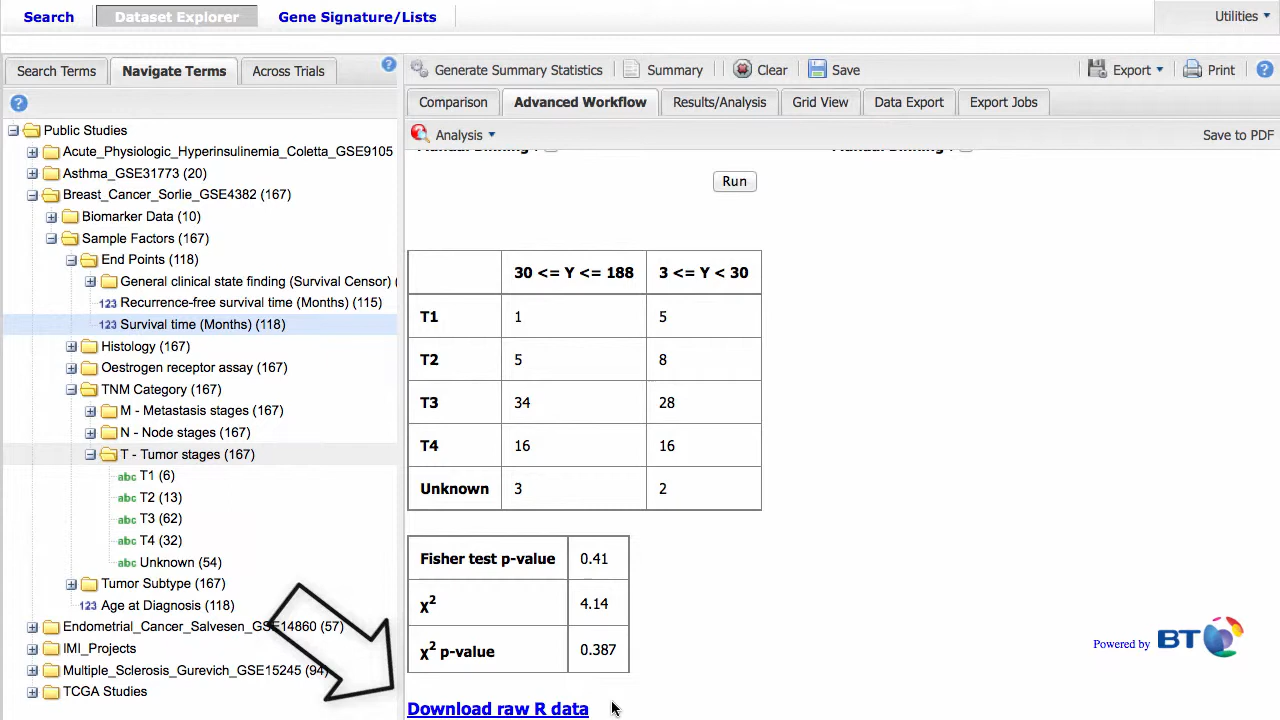 Search Dataset Explorer Gene Signature/Lists Utilities
Search Terms Navigate Terms Across Trials
Generate Summary Statistics Summary Clear Save Export Print
Comparison Advanced Workflow Results/Analysis Grid View Data Export Export Jobs
Analysis Save to PDF
Manual Binning : Manual Binning :
Run
Public Studies
Acute_Physiologic_Hyperinsulinemia_Coletta_GSE9105
Asthma_GSE31773 (20)
Breast_Cancer_Sorlie_GSE4382 (167)
Biomarker Data (10)
Sample Factors (167)
End Points (118)
General clinical state finding (Survival Censor) (
123 Recurrence-free survival time (Months) (115)
123 Survival time (Months) (118)
Histology (167)
Oestrogen receptor assay (167)
TNM Category (167)
M - Metastasis stages (167)
N - Node stages (167)
T - Tumor stages (167)
abc T1 (6)
abc T2 (13)
abc T3 (62)
abc T4 (32)
abc Unknown (54)
Tumor Subtype (167)
123 Age at Diagnosis (118)
Endometrial_Cancer_Salvesen_GSE14860 (57)
IMI_Projects
Multiple_Sclerosis_Gurevich_GSE15245 (94)
TCGA Studies
30 <= Y <= 188 3 <= Y < 30
T1 1 5
T2 5 8
T3 34 28
T4 16 16
Unknown 3 2
Fisher test p-value 0.41
χ² 4.14
χ² p-value 0.387
Download raw R data
Powered by BT